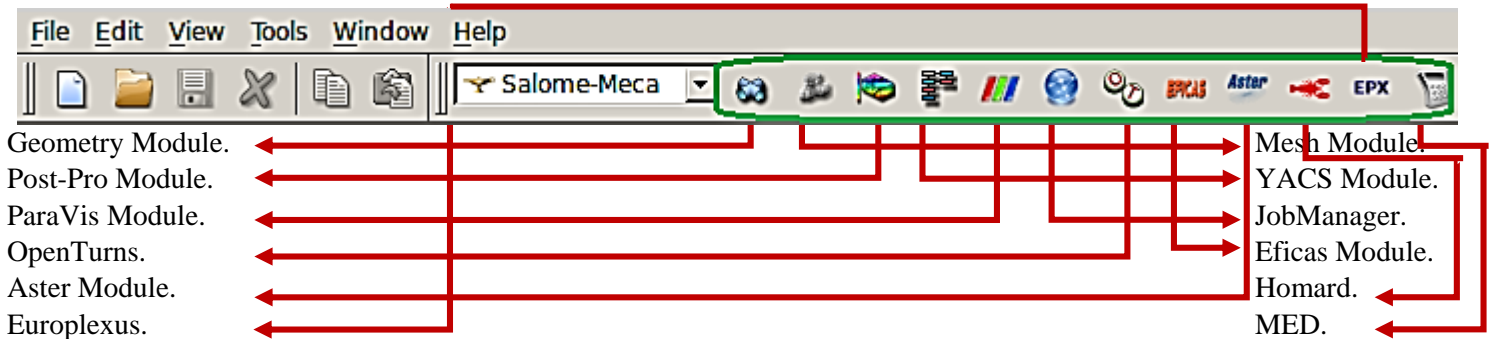 File Edit View Tools Window Help
Salome-Meca EFICAS Aster EPX
Geometry Module. Mesh Module.
Post-Pro Module. YACS Module.
ParaVis Module. JobManager.
OpenTurns. Eficas Module.
Aster Module. Homard.
Europlexus. MED.